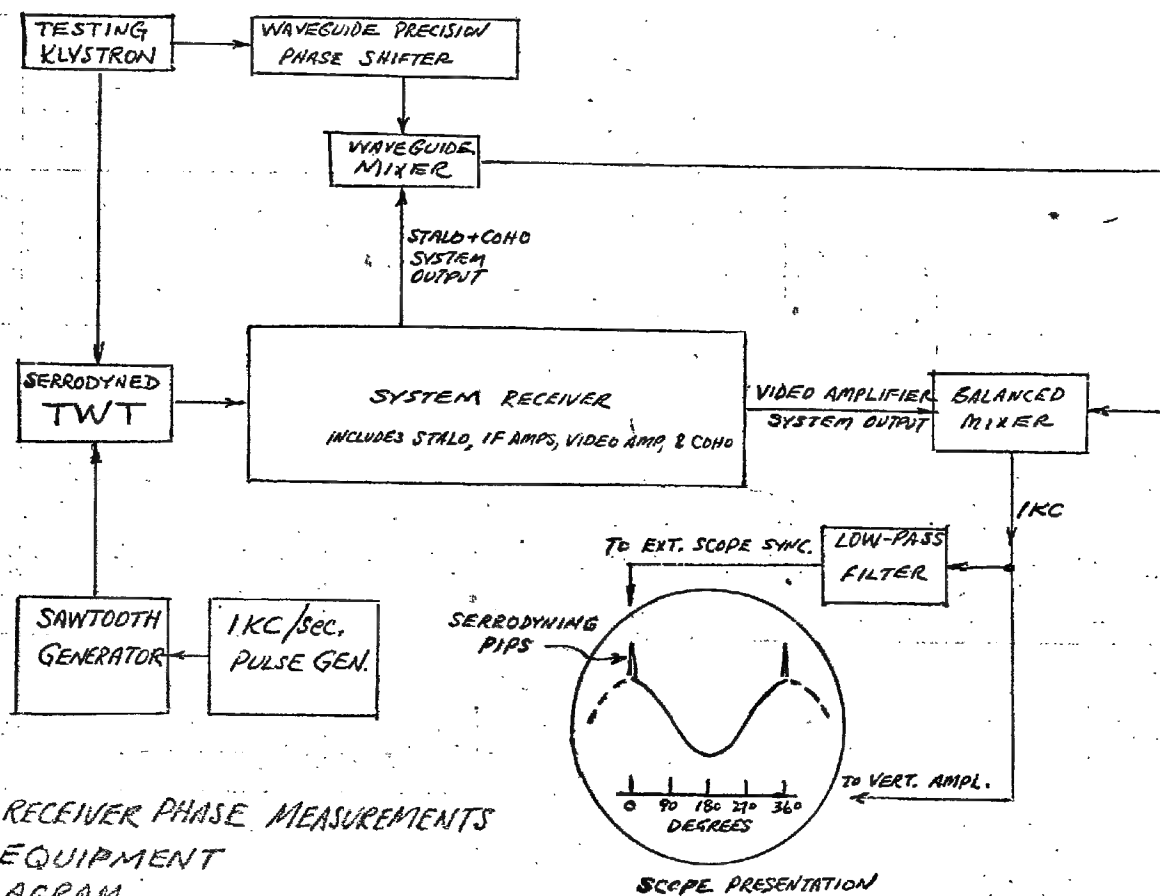 TESTING
KLYSTRON
WAVEGUIDE PRECISION
PHASE SHIFTER
WAVEGUIDE
MIXER
STALO+COHO
SYSTEM
OUTPUT
SERRODYNED
TWT
SYSTEM RECEIVER
INCLUDES STALO, IF AMPS, VIDEO AMP, & COHO
VIDEO AMPLIFIER
SYSTEM OUTPUT
BALANCED
MIXER
1KC
LOW-PASS
FILTER
TO EXT. SCOPE SYNC.
SAWTOOTH
GENERATOR
1KC/SEC.
PULSE GEN.
SERRODYNING
PIPS
0 90 180 270 360
DEGREES
TO VERT. AMPL.
RECEIVER PHASE MEASUREMENTS
EQUIPMENT
AGRAM
SCOPE PRESENTATION